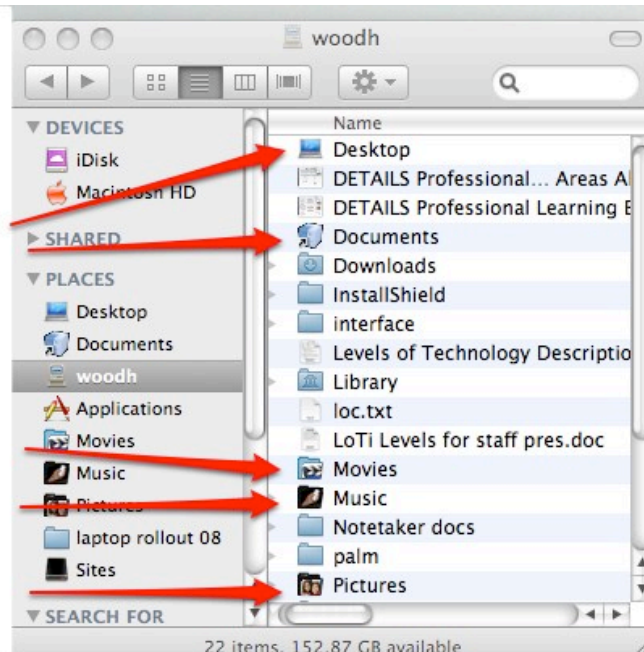 woodh
DEVICES
iDisk
Macintosh HD
SHARED
PLACES
Desktop
Documents
woodh
Applications
Movies
Music
Pictures
laptop rollout 08
Sites
SEARCH FOR
Name
Desktop
DETAILS Professional... Areas
DETAILS Professional Learning
Documents
Downloads
InstallShield
interface
Levels of Technology Descriptio
Library
loc.txt
LoTi Levels for staff pres.doc
Movies
Music
Notetaker docs
palm
Pictures
22 items, 152.87 GB available